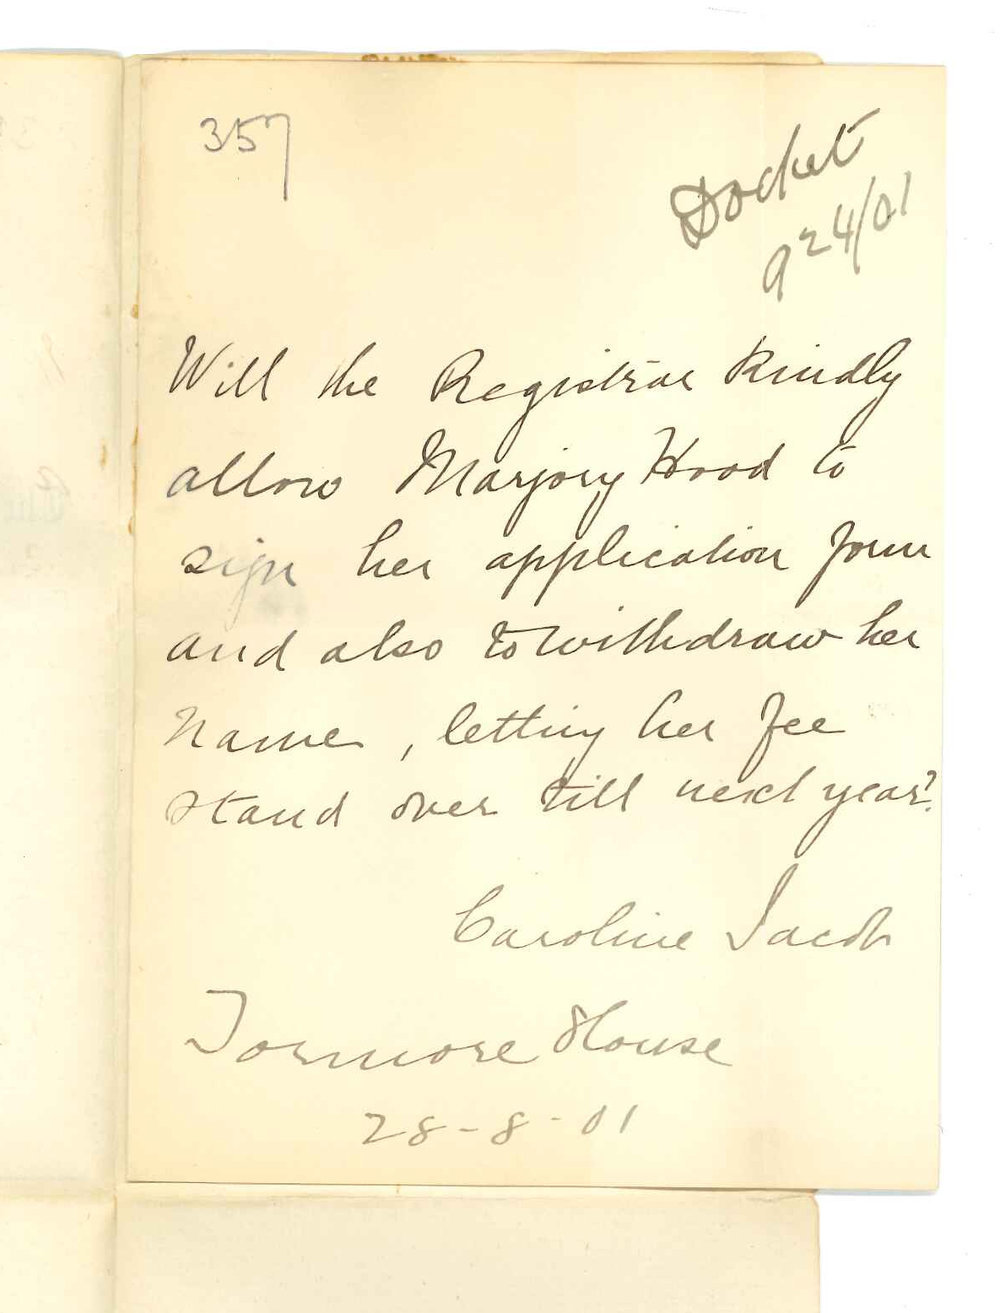 357
Docket
924/01
Will the Registrar kindly
allow Marjory Hood to
sign her application form
and also to withdraw her
name, letting her fee
stand over till next year?
Caroline Jacob
Tormore House
28-8-01